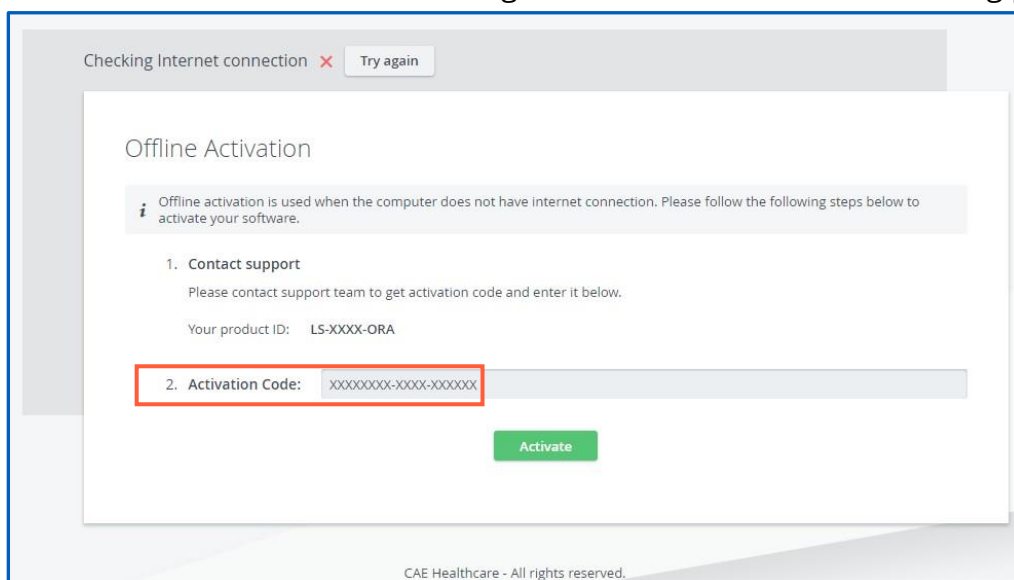 Checking Internet connection Try again
Offline Activation
i Offline activation is used when the computer does not have internet connection. Please follow the following steps below to
activate your software.
1. Contact support
Please contact support team to get activation code and enter it below.
Your product ID: LS-XXXX-ORA
2. Activation Code: XXXXXXXX-XXXX-XXXXXX
Activate
CAE Healthcare - All rights reserved.